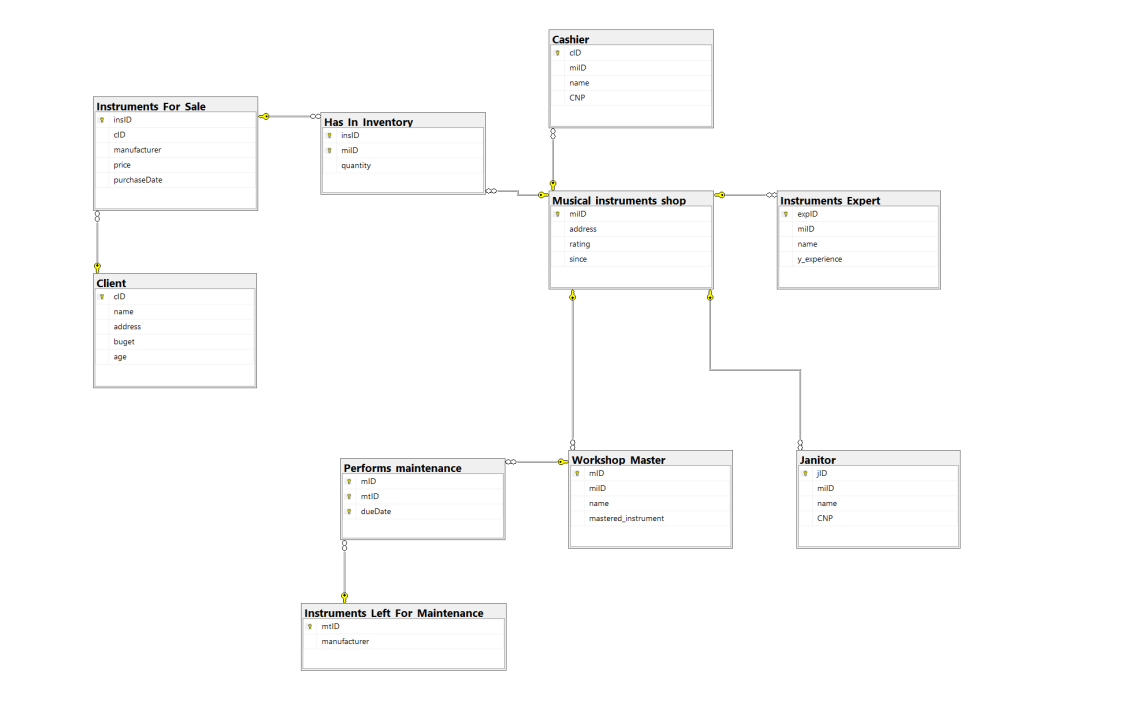 Cashier
cID
miID
name
CNP
Instruments For Sale
insID
cID
manufacturer
price
purchaseDate
Has In Inventory
insID
miID
quantity
Musical instruments shop
miID
address
rating
since
Instruments Expert
expID
miID
name
y_experience
Client
cID
name
address
buget
age
Performs maintenance
mID
mtID
dueDate
Workshop Master
mID
miID
name
mastered_instrument
Janitor
jID
miID
name
CNP
Instruments Left For Maintenance
mtID
manufacturer